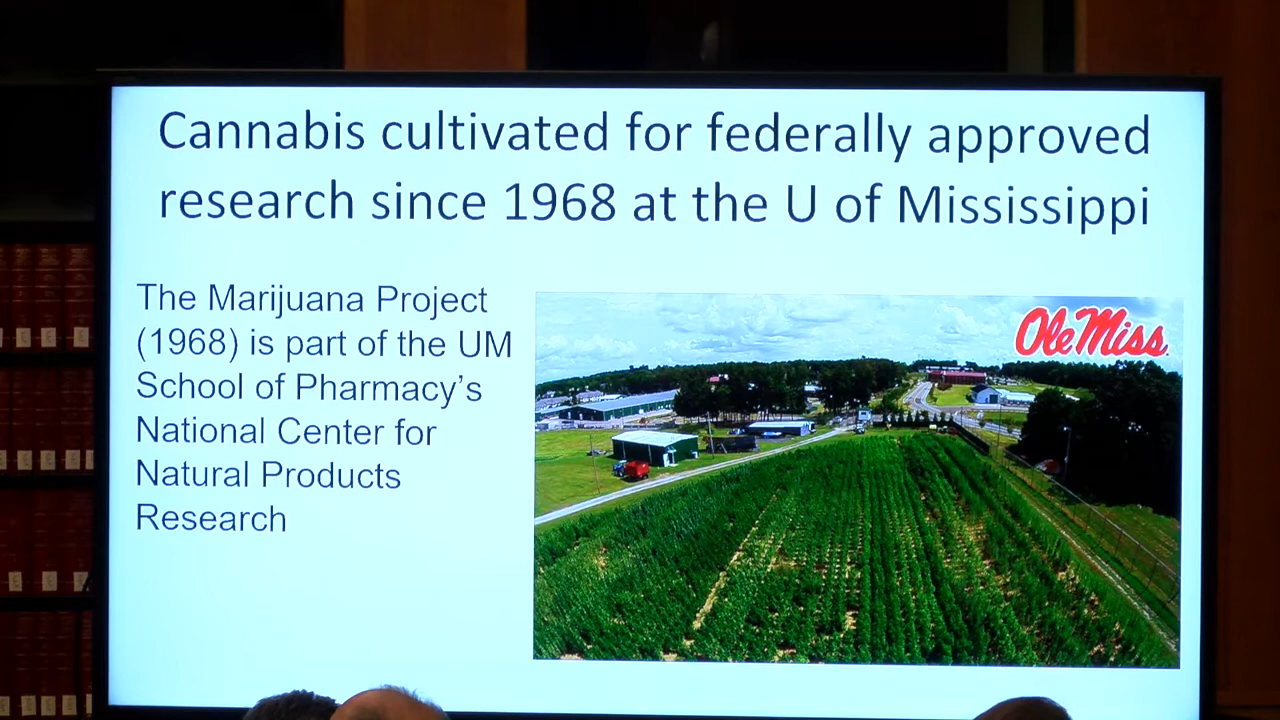 Cannabis cultivated for federally approved
research since 1968 at the U of Mississippi
The Marijuana Project
(1968) is part of the UM
School of Pharmacy’s
National Center for
Natural Products
Research
Ole Miss